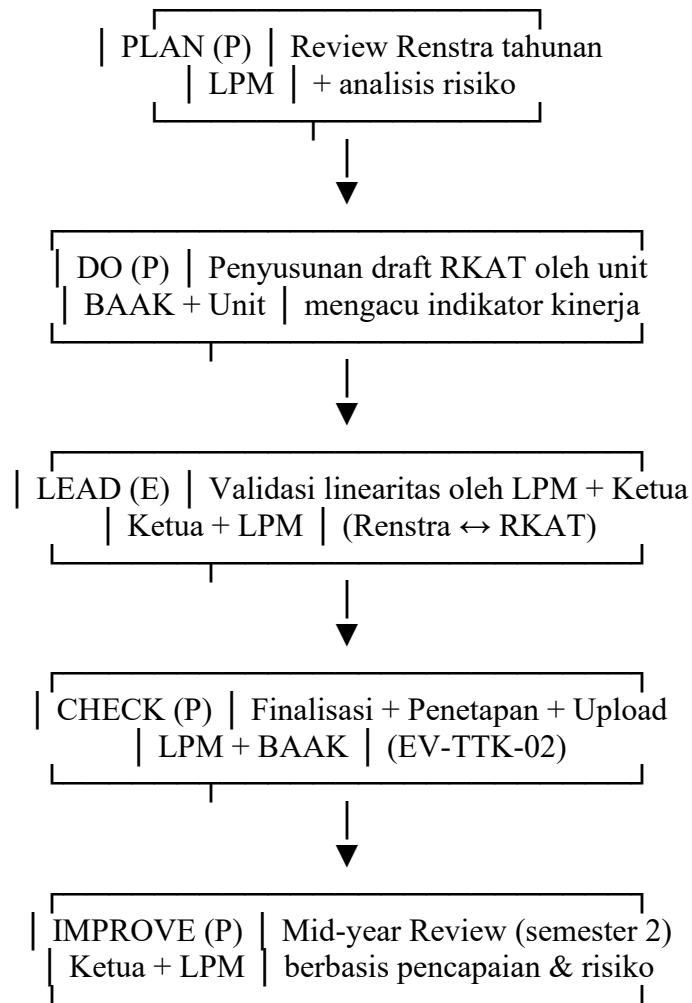 | PLAN (P) | Review Renstra tahunan
| LPM | + analisis risiko
| DO (P) | Penyusunan draft RKAT oleh unit
| BAAK + Unit | mengacu indikator kinerja
| LEAD (E) | Validasi linearitas oleh LPM + Ketua
| Ketua + LPM | (Renstra ↔ RKAT)
| CHECK (P) | Finalisasi + Penetapan + Upload
| LPM + BAAK | (EV-TTK-02)
| IMPROVE (P) | Mid-year Review (semester 2)
| Ketua + LPM | berbasis pencapaian & risiko